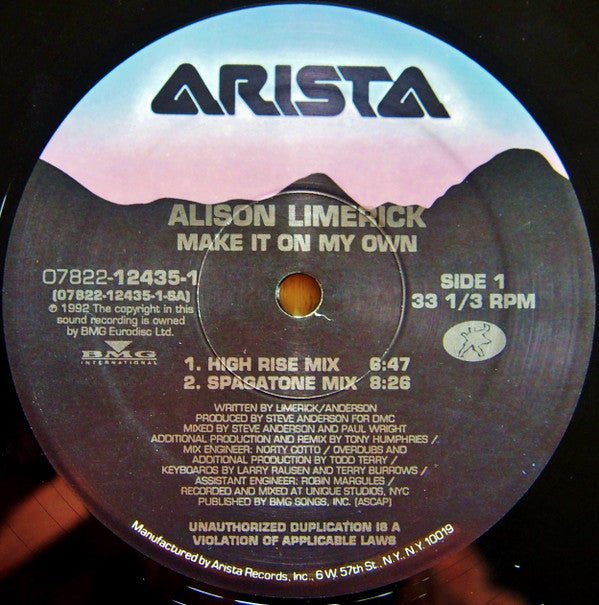 ARISTA
ALISON LIMERICK
MAKE IT ON MY OWN
07822-12435-1
(07822-12435-1-SA)
℗ 1992 The copyright in this
sound recording is owned
by BMG Eurodisc Ltd.
BMG
INTERNATIONAL
SIDE 1
33 1/3 RPM
1. HIGH RISE MIX 6:47
2. SPAGATONE MIX 8:26
WRITTEN BY LIMERICK/ANDERSON
PRODUCED BY STEVE ANDERSON FOR DMC
MIXED BY STEVE ANDERSON AND PAUL WRIGHT
ADDITIONAL PRODUCTION AND REMIX BY TONY HUMPHRIES /
MIX ENGINEER: NORTY COTTO / OVERDUBS AND
ADDITIONAL PRODUCTION BY TODD TERRY /
KEYBOARDS BY LARRY RAUSEN AND TERRY BURROWS /
ASSISTANT ENGINEER: ROBIN MARGULES /
RECORDED AND MIXED AT UNIQUE STUDIOS, NYC
PUBLISHED BY BMG SONGS, INC. (ASCAP)
UNAUTHORIZED DUPLICATION IS A
VIOLATION OF APPLICABLE LAWS
Manufactured by Arista Records, Inc., 6 W. 57th St., N.Y., N.Y. 10019